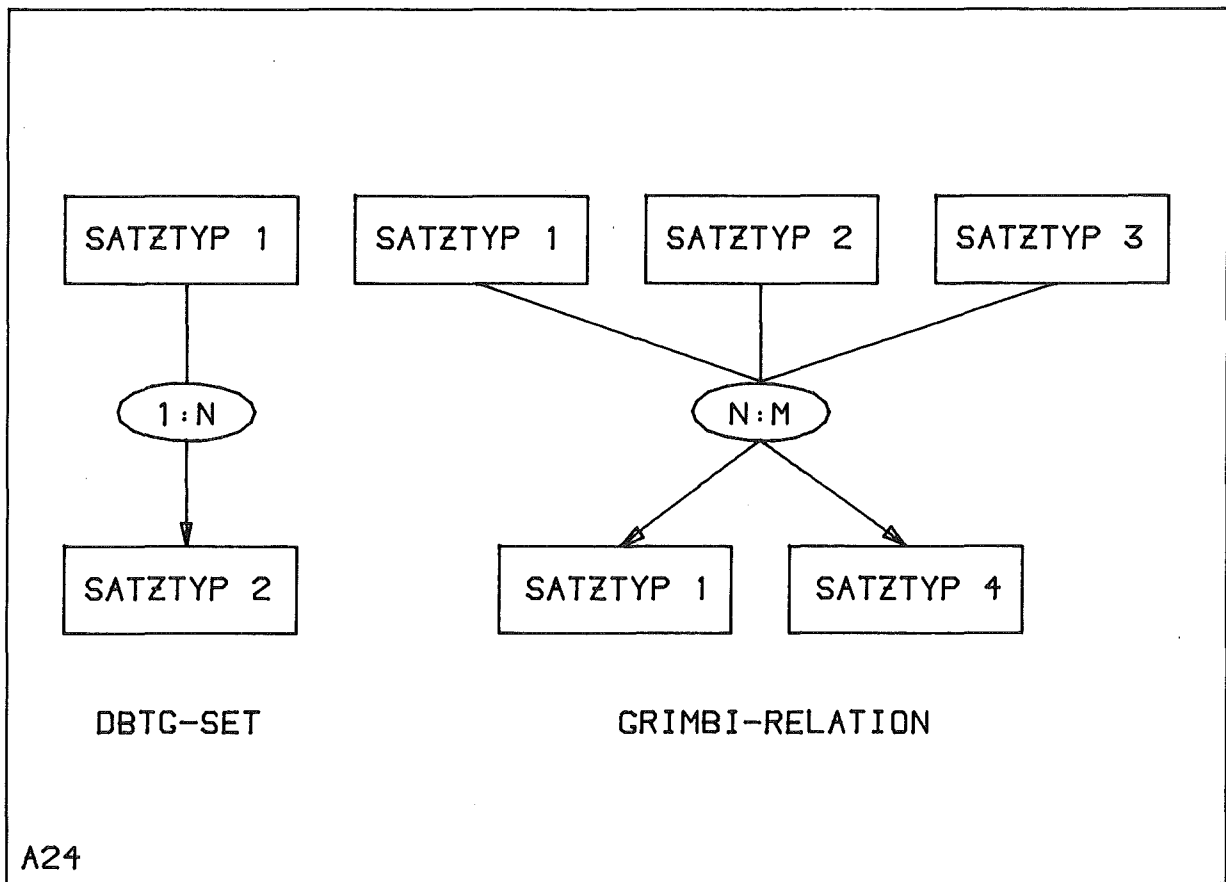 SATZTYP 1
SATZTYP 1
SATZTYP 2
SATZTYP 3
1:N
N:M
SATZTYP 2
SATZTYP 1
SATZTYP 4
DBTG-SET
GRIMBI-RELATION
A24